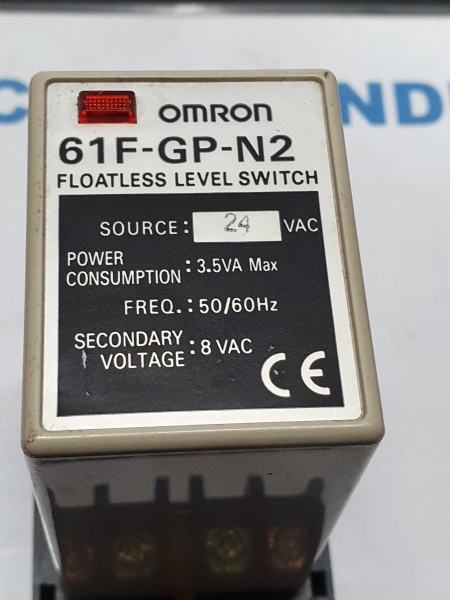 OMRON
61F-GP-N2
FLOATLESS LEVEL SWITCH
SOURCE: 24 VAC
POWER CONSUMPTION : 3.5VA Max
FREQ. : 50/60Hz
SECONDARY VOLTAGE : 8 VAC
CE